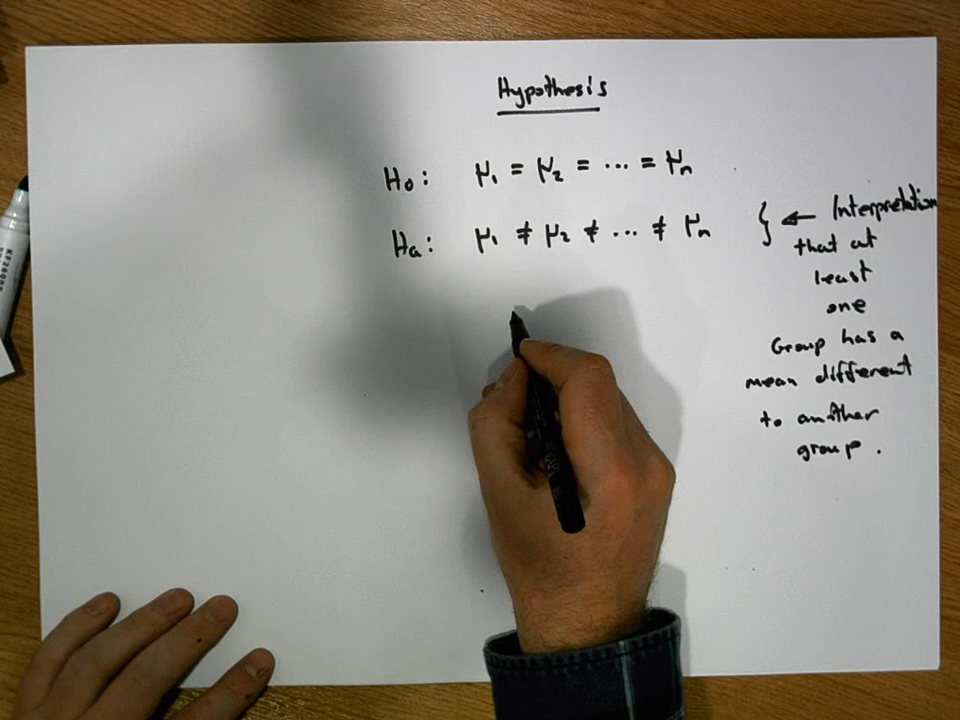 Hypothesis
H0: μ1 = μ2 = ... = μn
Ha: μ1 ≠ μ2 ≠ ... ≠ μn } ← Interpretation
that at
least
one
Group has a
mean different
to another
group.